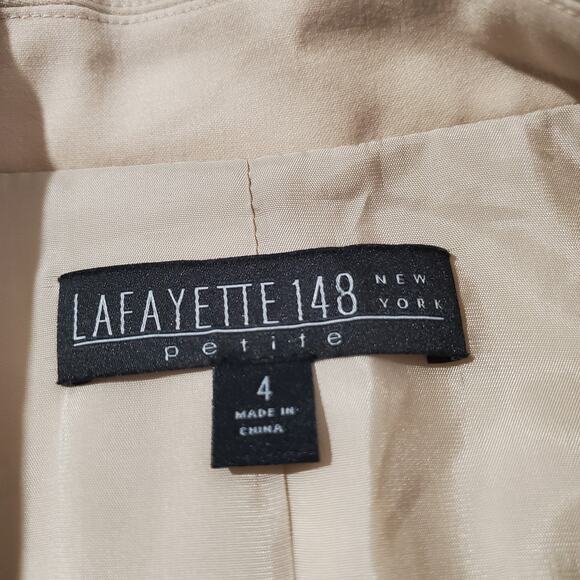 LAFAYETTE 148 NEW YORK
petite
4
MADE IN
CHINA